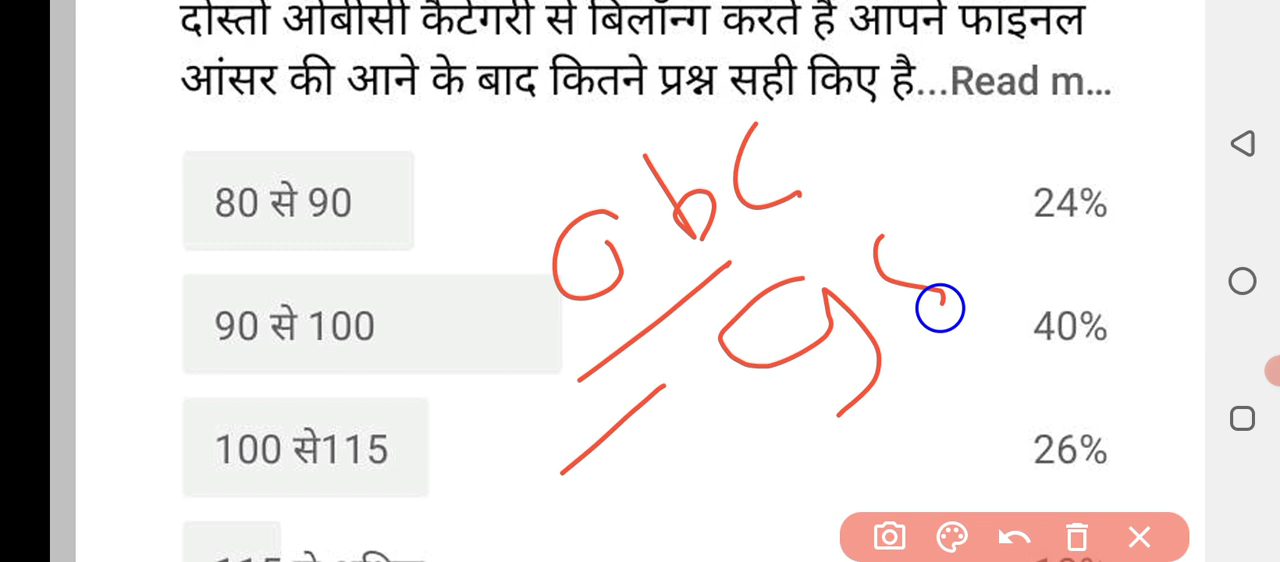 दोस्तों ओबीसी कैटेगरी से बिलॉन्ग करते हैं आपने फाइनल
आंसर की आने के बाद कितने प्रश्न सही किए है...Read m...
80 से 90 24%
obc
90 से 100 40%
100 से115 26%